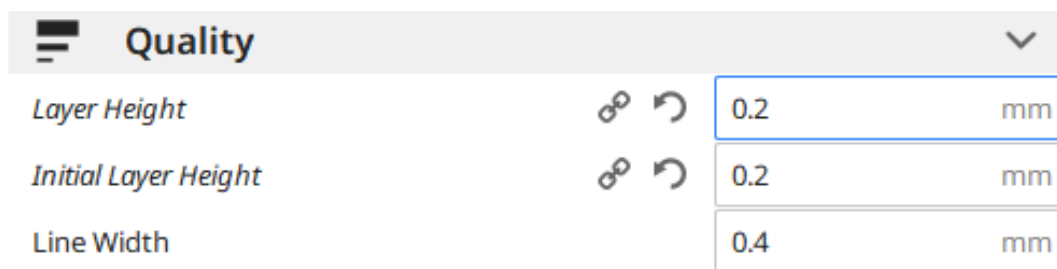 Quality
Layer Height 0.2 mm
Initial Layer Height 0.2 mm
Line Width 0.4 mm